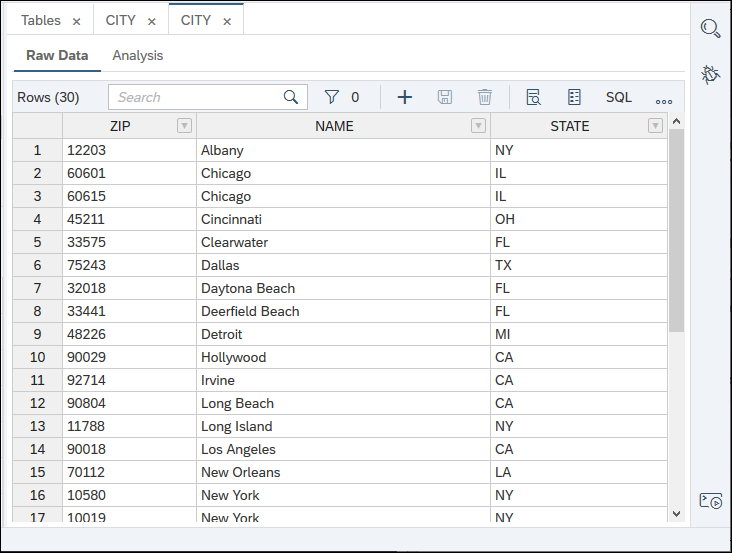 Tables × CITY × CITY ×
Raw Data Analysis
Rows (30) Search 0 SQL ...
ZIP NAME STATE
1 12203 Albany NY
2 60601 Chicago IL
3 60615 Chicago IL
4 45211 Cincinnati OH
5 33575 Clearwater FL
6 75243 Dallas TX
7 32018 Daytona Beach FL
8 33441 Deerfield Beach FL
9 48226 Detroit MI
10 90029 Hollywood CA
11 92714 Irvine CA
12 90804 Long Beach CA
13 11788 Long Island NY
14 90018 Los Angeles CA
15 70112 New Orleans LA
16 10580 New York NY
17 10019 New York NY